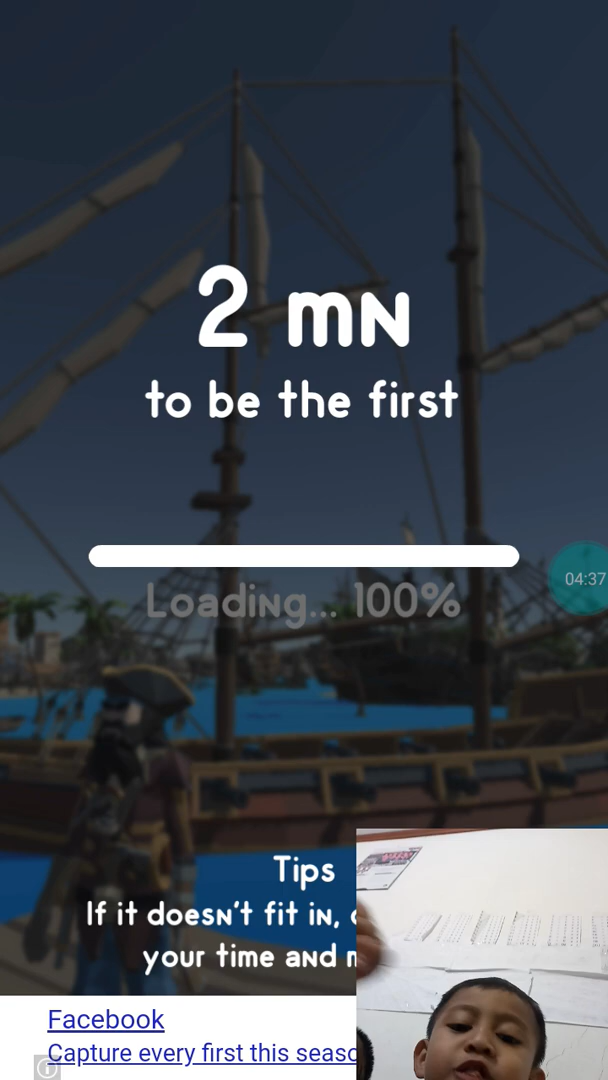 2 mn
to be the first
04:37
Loading... 100%
Tips
If it doesn't fit in,
your time and
Facebook
Capture every first this seaso